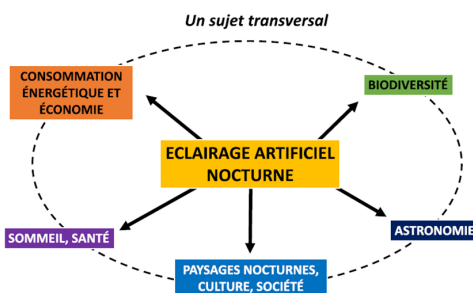 Un sujet transversal
CONSOMMATION
ÉNERGÉTIQUE ET
ÉCONOMIE
BIODIVERSITÉ
ECLAIRAGE ARTIFICIEL
NOCTURNE
SOMMEIL, SANTÉ
ASTRONOMIE
PAYSAGES NOCTURNES,
CULTURE, SOCIÉTÉ